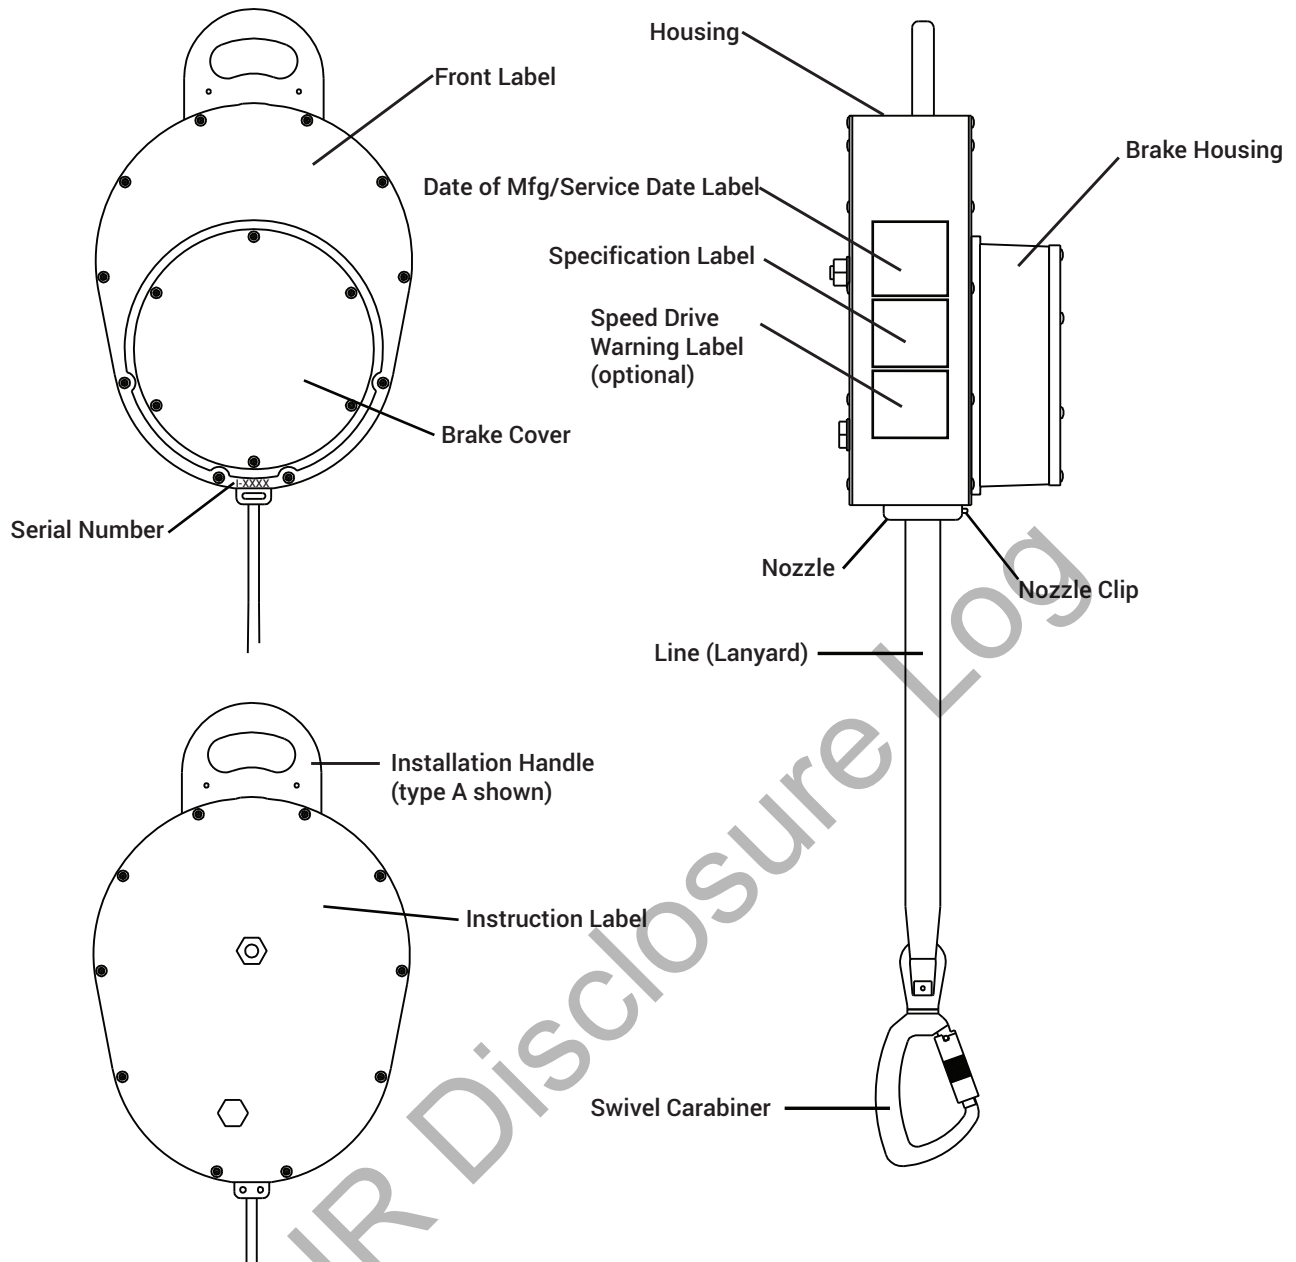 Housing
Front Label
Brake Housing
Date of Mfg/Service Date Label
Specification Label
Speed Drive
Warning Label
(optional)
Brake Cover
I-XXXX
Serial Number
Nozzle
Nozzle Clip
Line (Lanyard)
Installation Handle
(type A shown)
Instruction Label
Swivel Carabiner
IR Disclosure Log